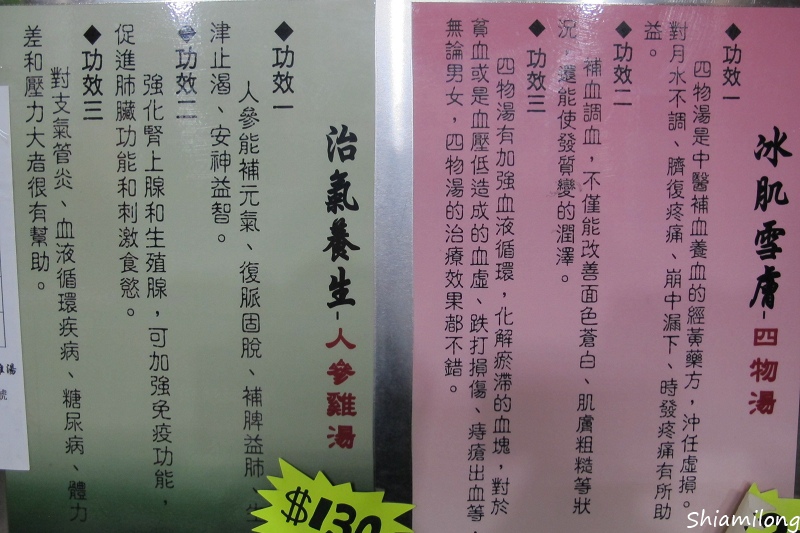 冰肌雪膚-四物湯
◆功效一
四物湯是中醫補血養血的經黃藥方，沖任虛損。
對月水不調、臍復疼痛、崩中漏下、時發疼痛有所助
益。
◆功效二
補血調血，不僅能改善面色蒼白、肌膚粗糙等狀
況，還能使發質變的潤澤。
◆功效三
四物湯有加強血液循環，化解瘀滯的血塊，對於
貧血或是血壓低造成的血虛、跌打損傷、痔瘡出血等
無論男女，四物湯的治療效果都不錯。
治氣養生-人參雞湯
◆功效一
人參能補元氣、復脈固脫、補脾益肺、生
津止渴、安神益智。
◆功效二
強化腎上腺和生殖腺，可加強免疫功能，
促進肺臟功能和刺激食慾。
◆功效三
對支氣管炎、血液循環疾病、糖尿病、體力
差和壓力大者很有幫助。
$130
雞湯
號
Shiamilong